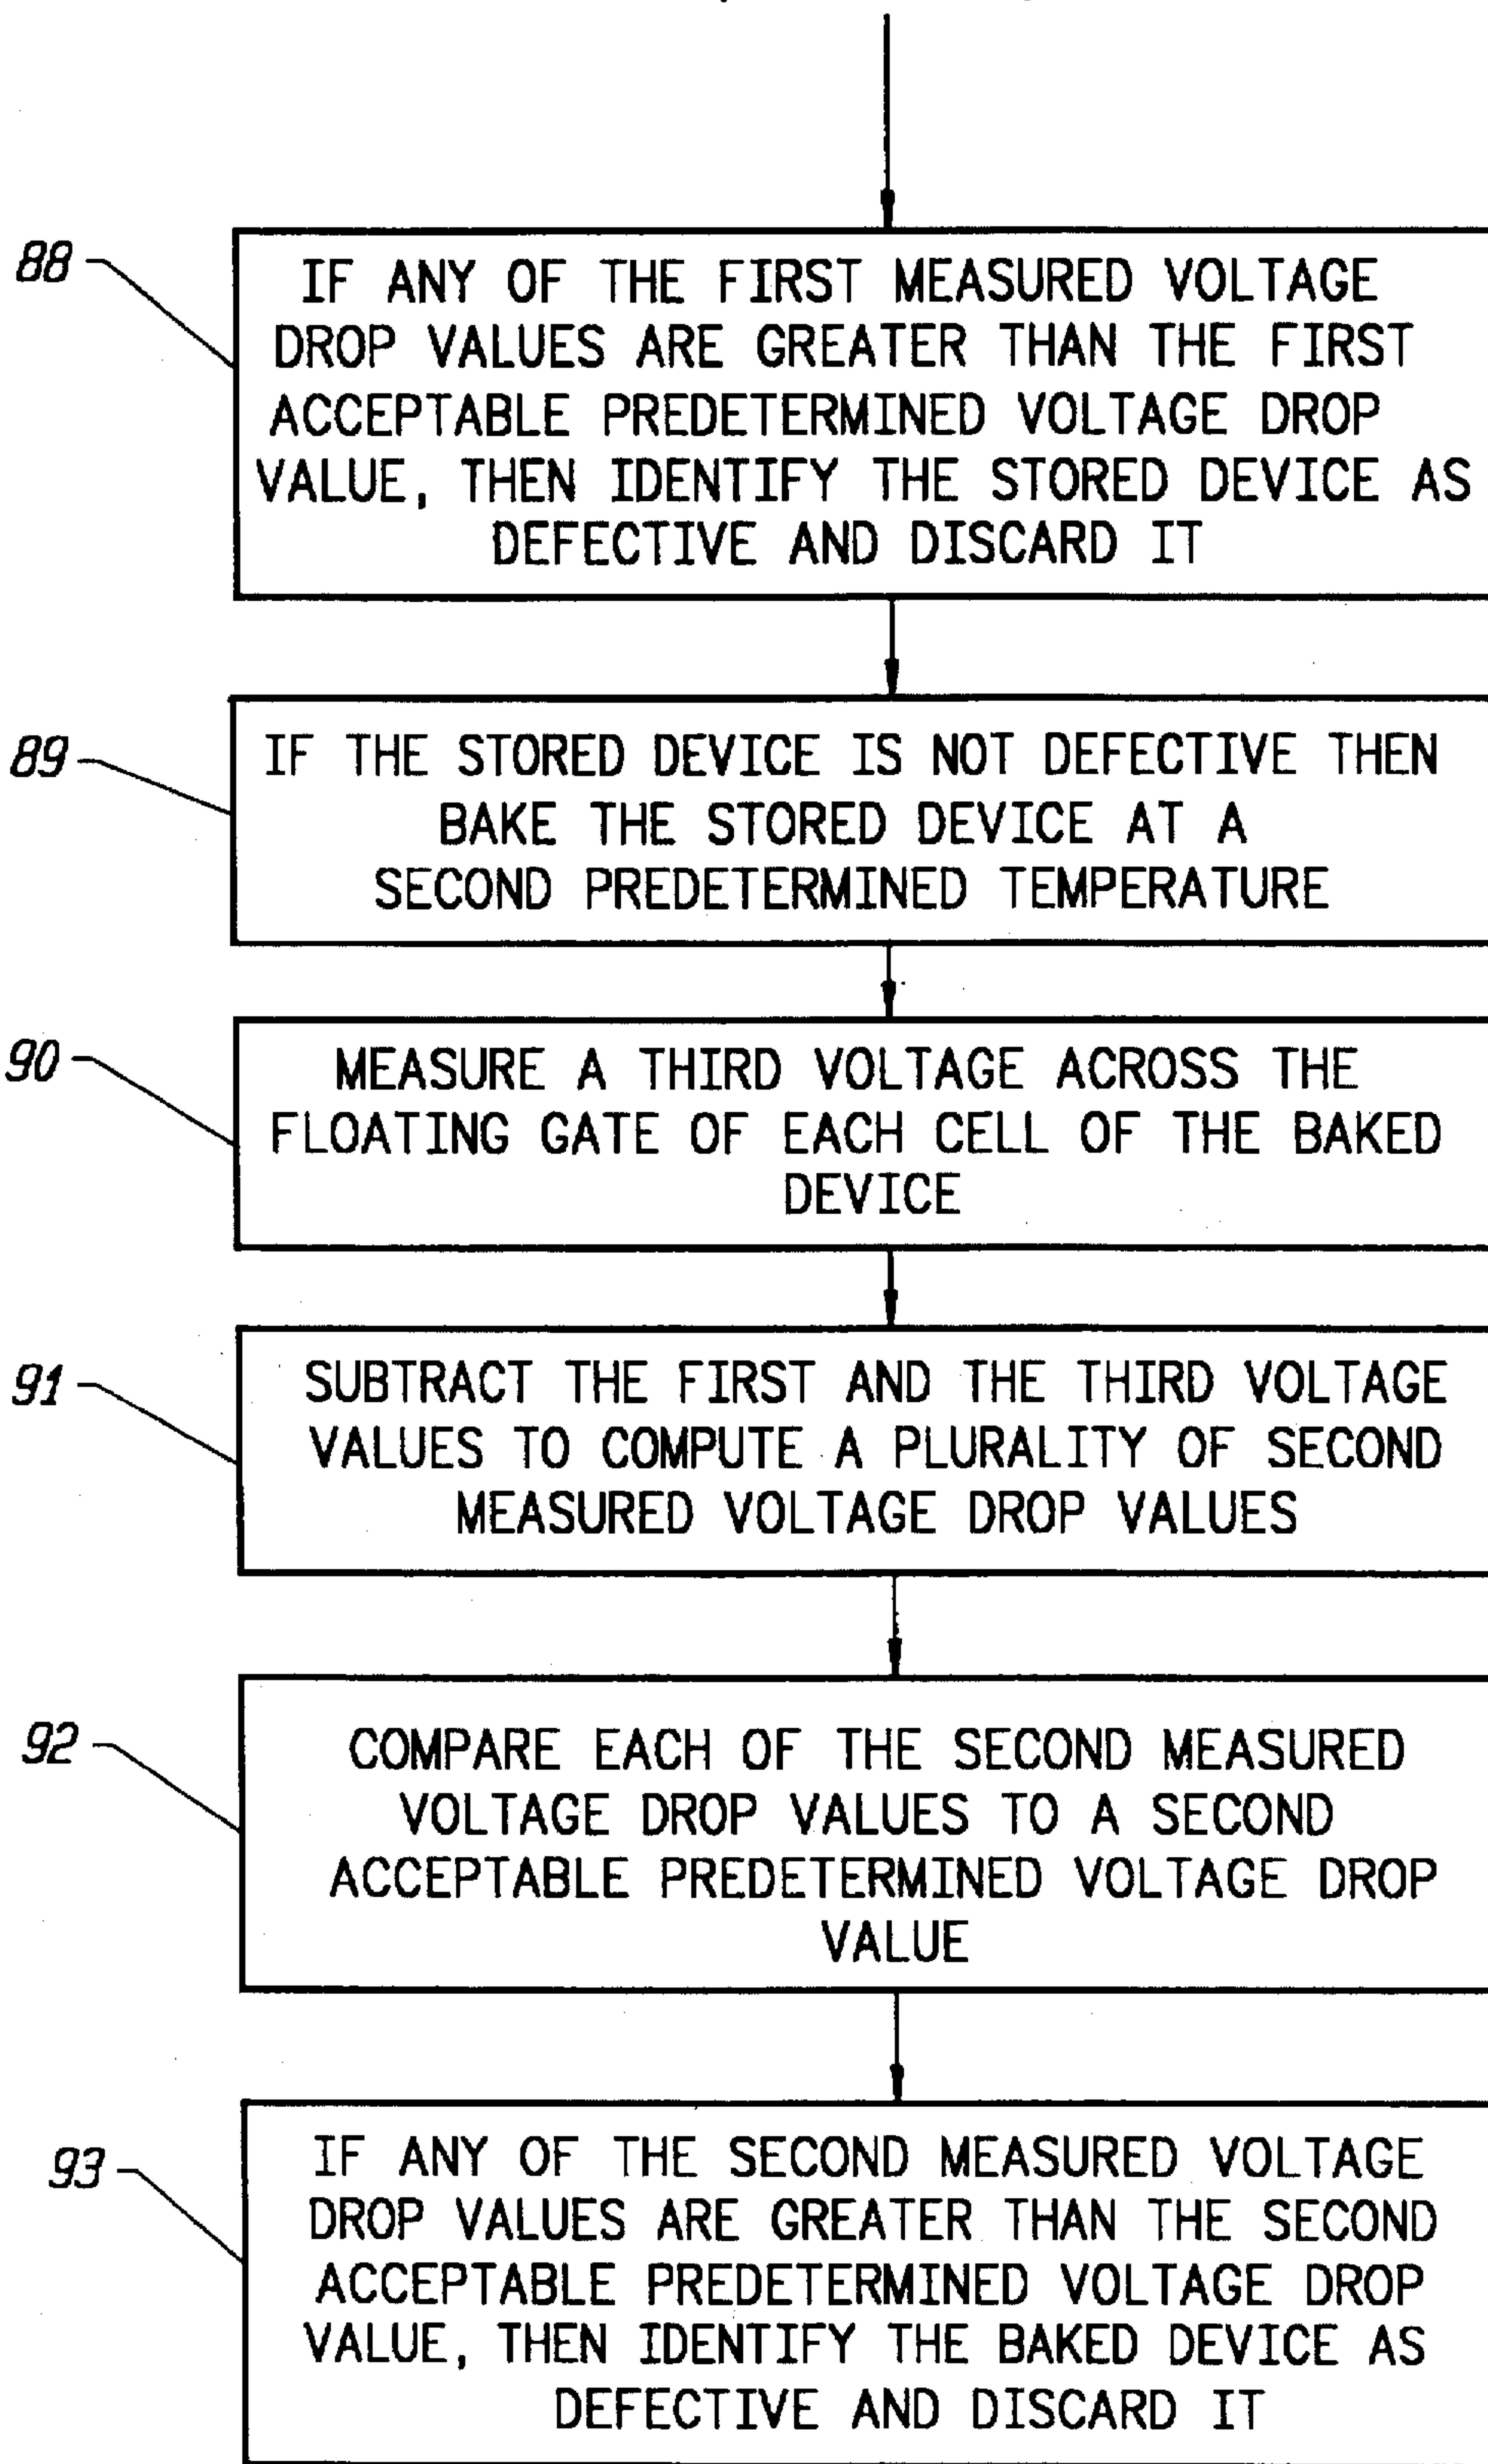 88
IF ANY OF THE FIRST MEASURED VOLTAGE
DROP VALUES ARE GREATER THAN THE FIRST
ACCEPTABLE PREDETERMINED VOLTAGE DROP
VALUE, THEN IDENTIFY THE STORED DEVICE AS
DEFECTIVE AND DISCARD IT
89
IF THE STORED DEVICE IS NOT DEFECTIVE THEN
BAKE THE STORED DEVICE AT A
SECOND PREDETERMINED TEMPERATURE
90
MEASURE A THIRD VOLTAGE ACROSS THE
FLOATING GATE OF EACH CELL OF THE BAKED
DEVICE
91
SUBTRACT THE FIRST AND THE THIRD VOLTAGE
VALUES TO COMPUTE A PLURALITY OF SECOND
MEASURED VOLTAGE DROP VALUES
92
COMPARE EACH OF THE SECOND MEASURED
VOLTAGE DROP VALUES TO A SECOND
ACCEPTABLE PREDETERMINED VOLTAGE DROP
VALUE
93
IF ANY OF THE SECOND MEASURED VOLTAGE
DROP VALUES ARE GREATER THAN THE SECOND
ACCEPTABLE PREDETERMINED VOLTAGE DROP
VALUE, THEN IDENTIFY THE BAKED DEVICE AS
DEFECTIVE AND DISCARD IT